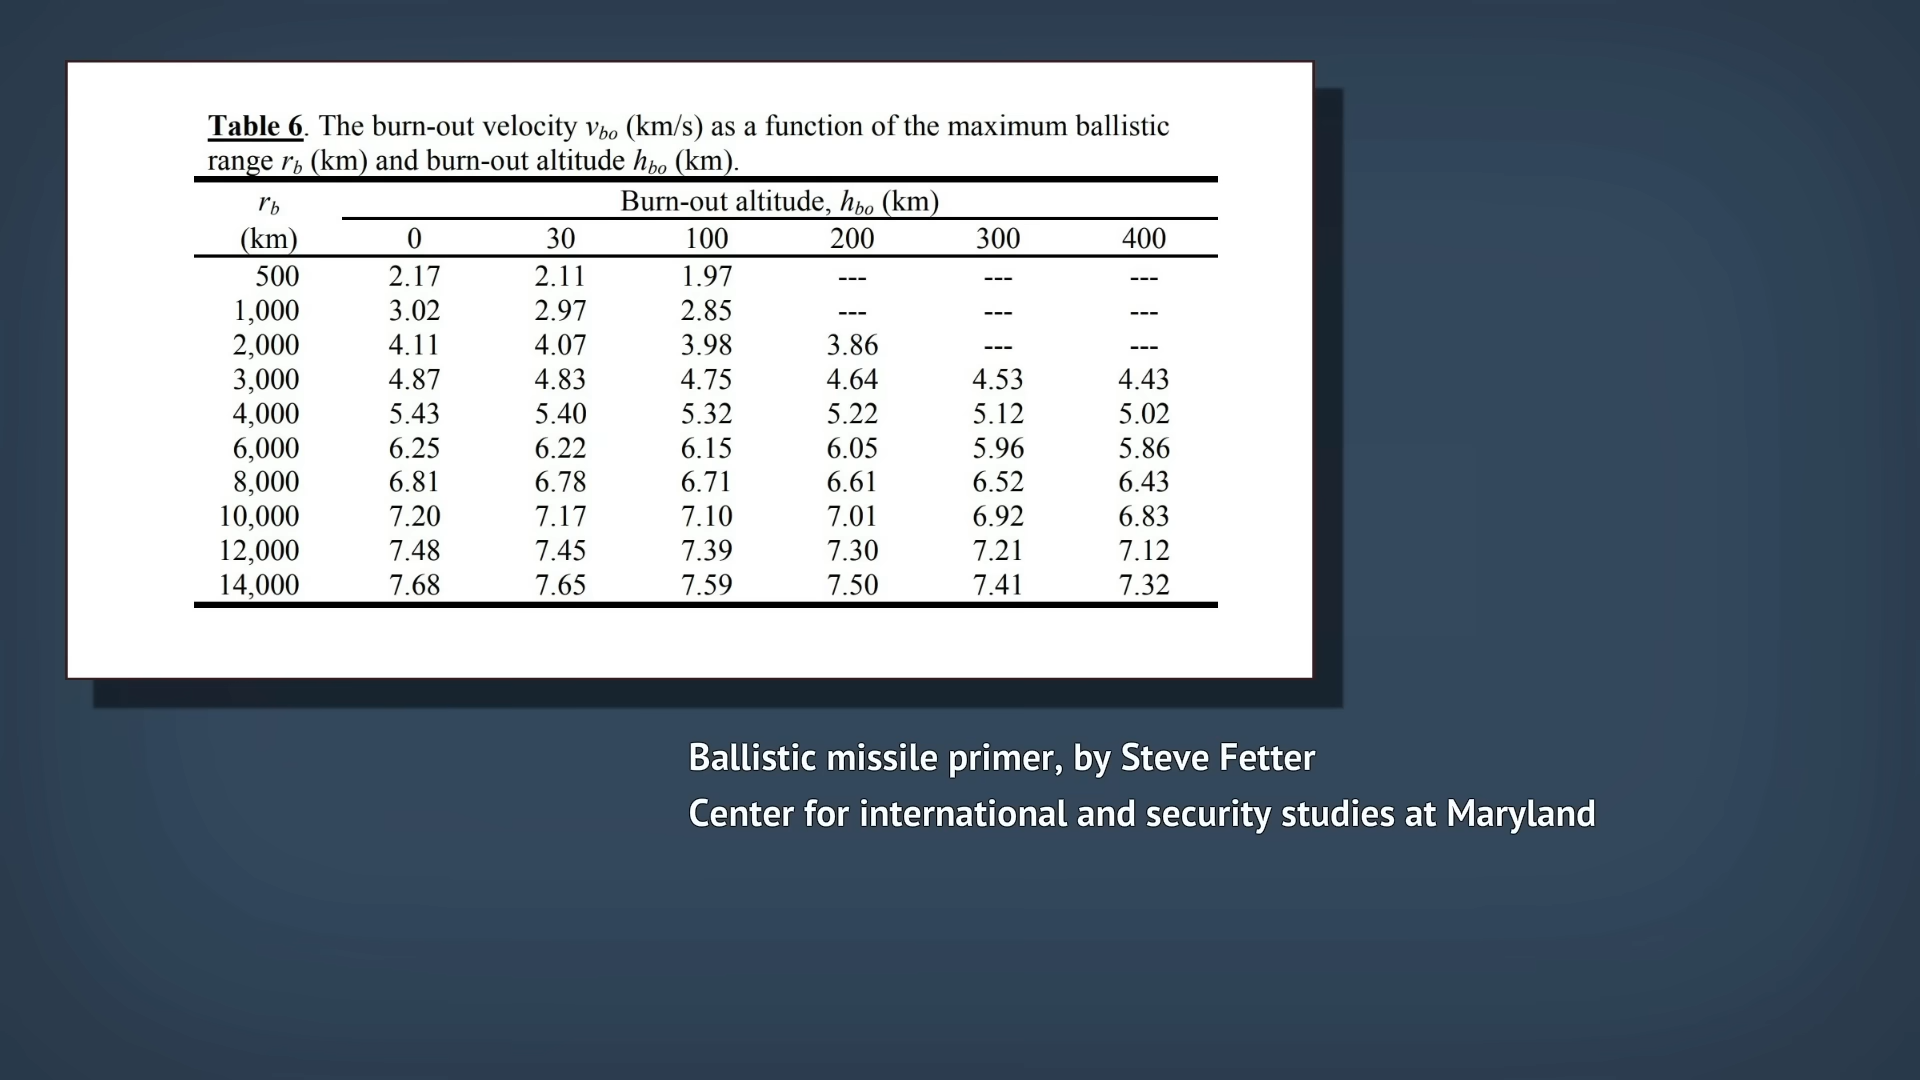 Table 6. The burn-out velocity vbo (km/s) as a function of the maximum ballistic
range rb (km) and burn-out altitude hbo (km).
rb Burn-out altitude, hbo (km)
(km) 0 30 100 200 300 400
500 2.17 2.11 1.97 --- --- ---
1,000 3.02 2.97 2.85 --- --- ---
2,000 4.11 4.07 3.98 3.86 --- ---
3,000 4.87 4.83 4.75 4.64 4.53 4.43
4,000 5.43 5.40 5.32 5.22 5.12 5.02
6,000 6.25 6.22 6.15 6.05 5.96 5.86
8,000 6.81 6.78 6.71 6.61 6.52 6.43
10,000 7.20 7.17 7.10 7.01 6.92 6.83
12,000 7.48 7.45 7.39 7.30 7.21 7.12
14,000 7.68 7.65 7.59 7.50 7.41 7.32
Ballistic missile primer, by Steve Fetter
Center for international and security studies at Maryland